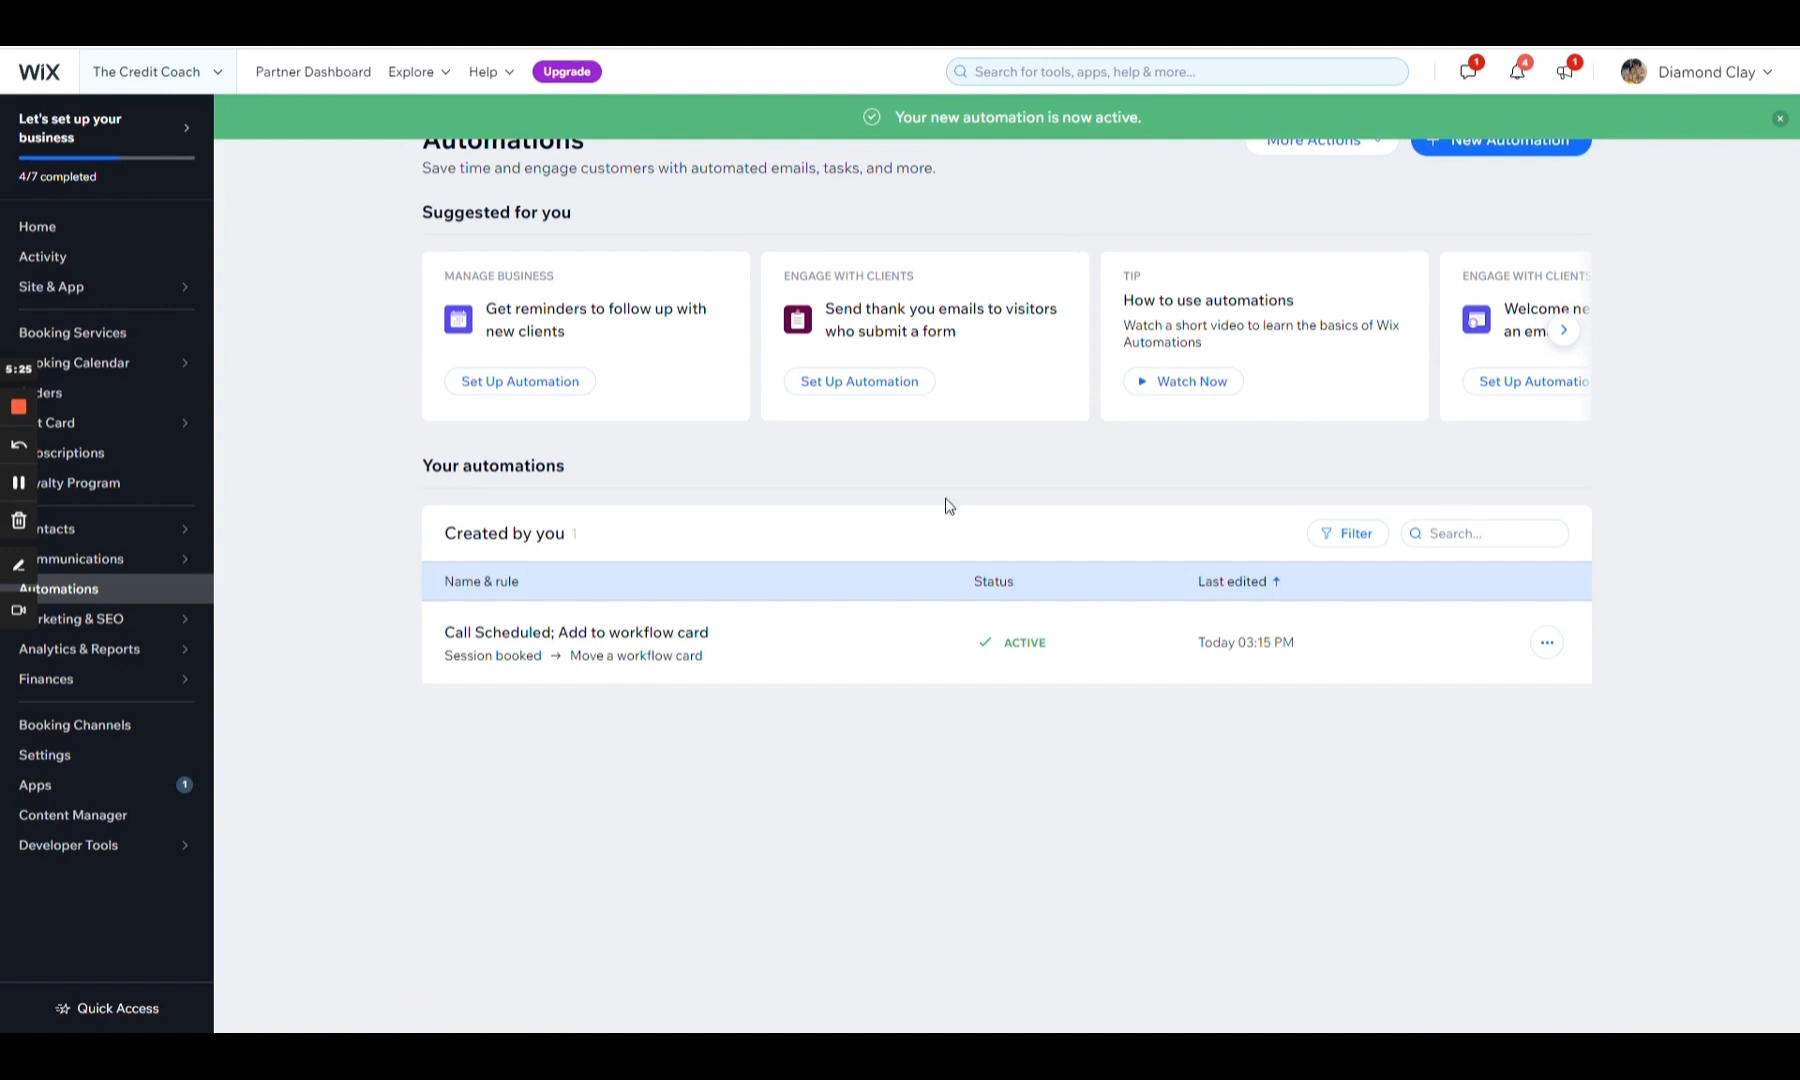 WiX
The Credit Coach
Partner Dashboard
Explore
Help
Upgrade
Search for tools, apps, help & more...
1
4
1
Diamond Clay
Let's set up your
business
4/7 completed
Your new automation is now active.
Automations
More Actions
+ New Automation
Save time and engage customers with automated emails, tasks, and more.
Home
Activity
Site & App
Booking Services
oking Calendar
5:25
ders
t Card
bscriptions
yalty Program
ntacts
mmunications
Automations
rketing & SEO
Analytics & Reports
Finances
Booking Channels
Settings
Apps
1
Content Manager
Developer Tools
Quick Access
Suggested for you
MANAGE BUSINESS
Get reminders to follow up with
new clients
Set Up Automation
ENGAGE WITH CLIENTS
Send thank you emails to visitors
who submit a form
Set Up Automation
TIP
How to use automations
Watch a short video to learn the basics of Wix
Automations
Watch Now
ENGAGE WITH CLIENTS
Welcome ne
an em
Set Up Automatio
Your automations
Created by you 1
Filter
Search...
Name & rule
Status
Last edited ↑
Call Scheduled; Add to workflow card
Session booked → Move a workflow card
ACTIVE
Today 03:15 PM